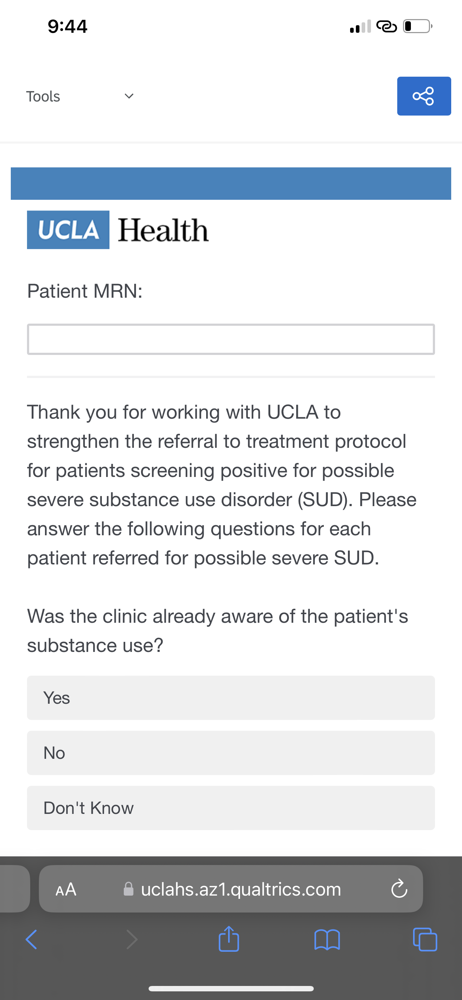 9:44
Tools
UCLA Health
Patient MRN:
Thank you for working with UCLA to
strengthen the referral to treatment protocol
for patients screening positive for possible
severe substance use disorder (SUD). Please
answer the following questions for each
patient referred for possible severe SUD.
Was the clinic already aware of the patient's
substance use?
Yes
No
Don't Know
AA uclahs.az1.qualtrics.com